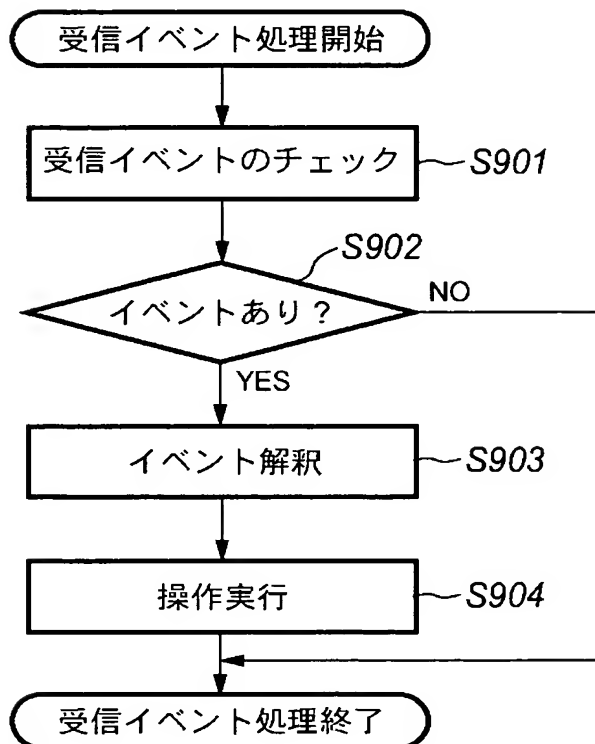 受信イベント処理開始
受信イベントのチェック
S901
S902
イベントあり？
NO
YES
イベント解釈
S903
操作実行
S904
受信イベント処理終了